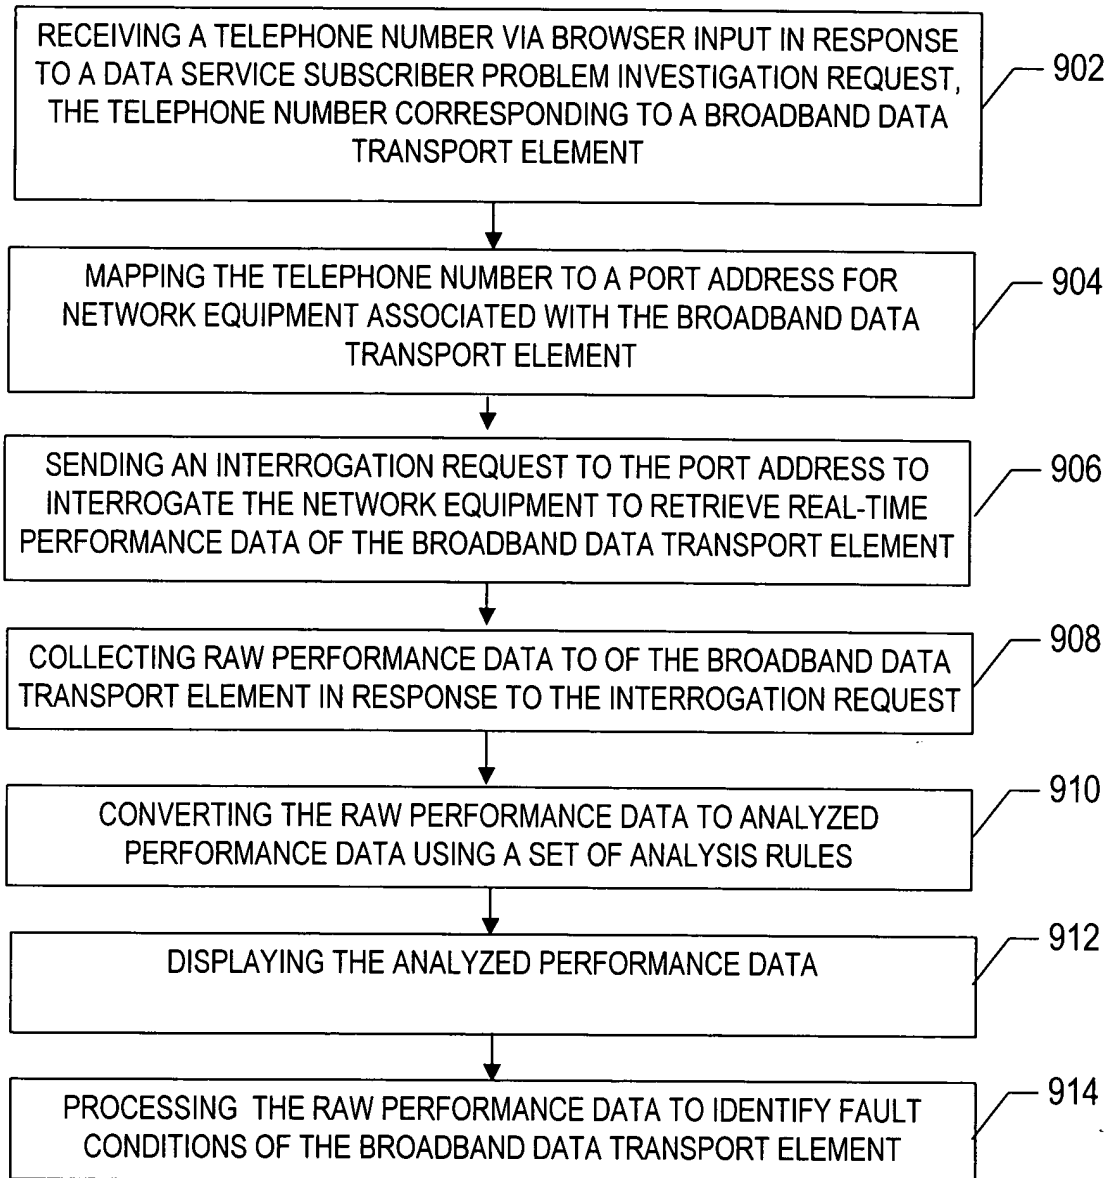 RECEIVING A TELEPHONE NUMBER VIA BROWSER INPUT IN RESPONSE
TO A DATA SERVICE SUBSCRIBER PROBLEM INVESTIGATION REQUEST,
THE TELEPHONE NUMBER CORRESPONDING TO A BROADBAND DATA
TRANSPORT ELEMENT
902
MAPPING THE TELEPHONE NUMBER TO A PORT ADDRESS FOR
NETWORK EQUIPMENT ASSOCIATED WITH THE BROADBAND DATA
TRANSPORT ELEMENT
904
SENDING AN INTERROGATION REQUEST TO THE PORT ADDRESS TO
INTERROGATE THE NETWORK EQUIPMENT TO RETRIEVE REAL-TIME
PERFORMANCE DATA OF THE BROADBAND DATA TRANSPORT ELEMENT
906
COLLECTING RAW PERFORMANCE DATA TO OF THE BROADBAND DATA
TRANSPORT ELEMENT IN RESPONSE TO THE INTERROGATION REQUEST
908
CONVERTING THE RAW PERFORMANCE DATA TO ANALYZED
PERFORMANCE DATA USING A SET OF ANALYSIS RULES
910
DISPLAYING THE ANALYZED PERFORMANCE DATA
912
PROCESSING THE RAW PERFORMANCE DATA TO IDENTIFY FAULT
CONDITIONS OF THE BROADBAND DATA TRANSPORT ELEMENT
914